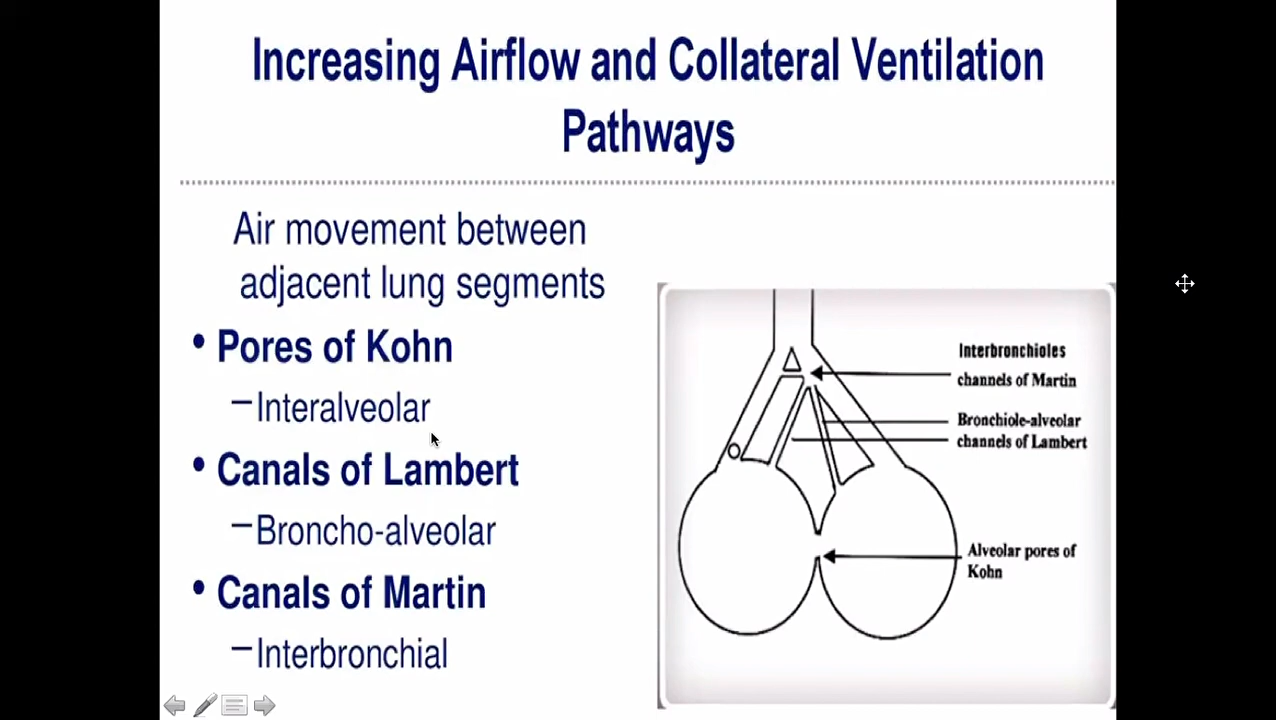 Increasing Airflow and Collateral Ventilation
Pathways
Air movement between
adjacent lung segments
• Pores of Kohn
–Interalveolar
• Canals of Lambert
–Broncho-alveolar
• Canals of Martin
–Interbronchial
Interbronchioles
channels of Martin
Bronchiole-alveolar
channels of Lambert
Alveolar pores of
Kohn